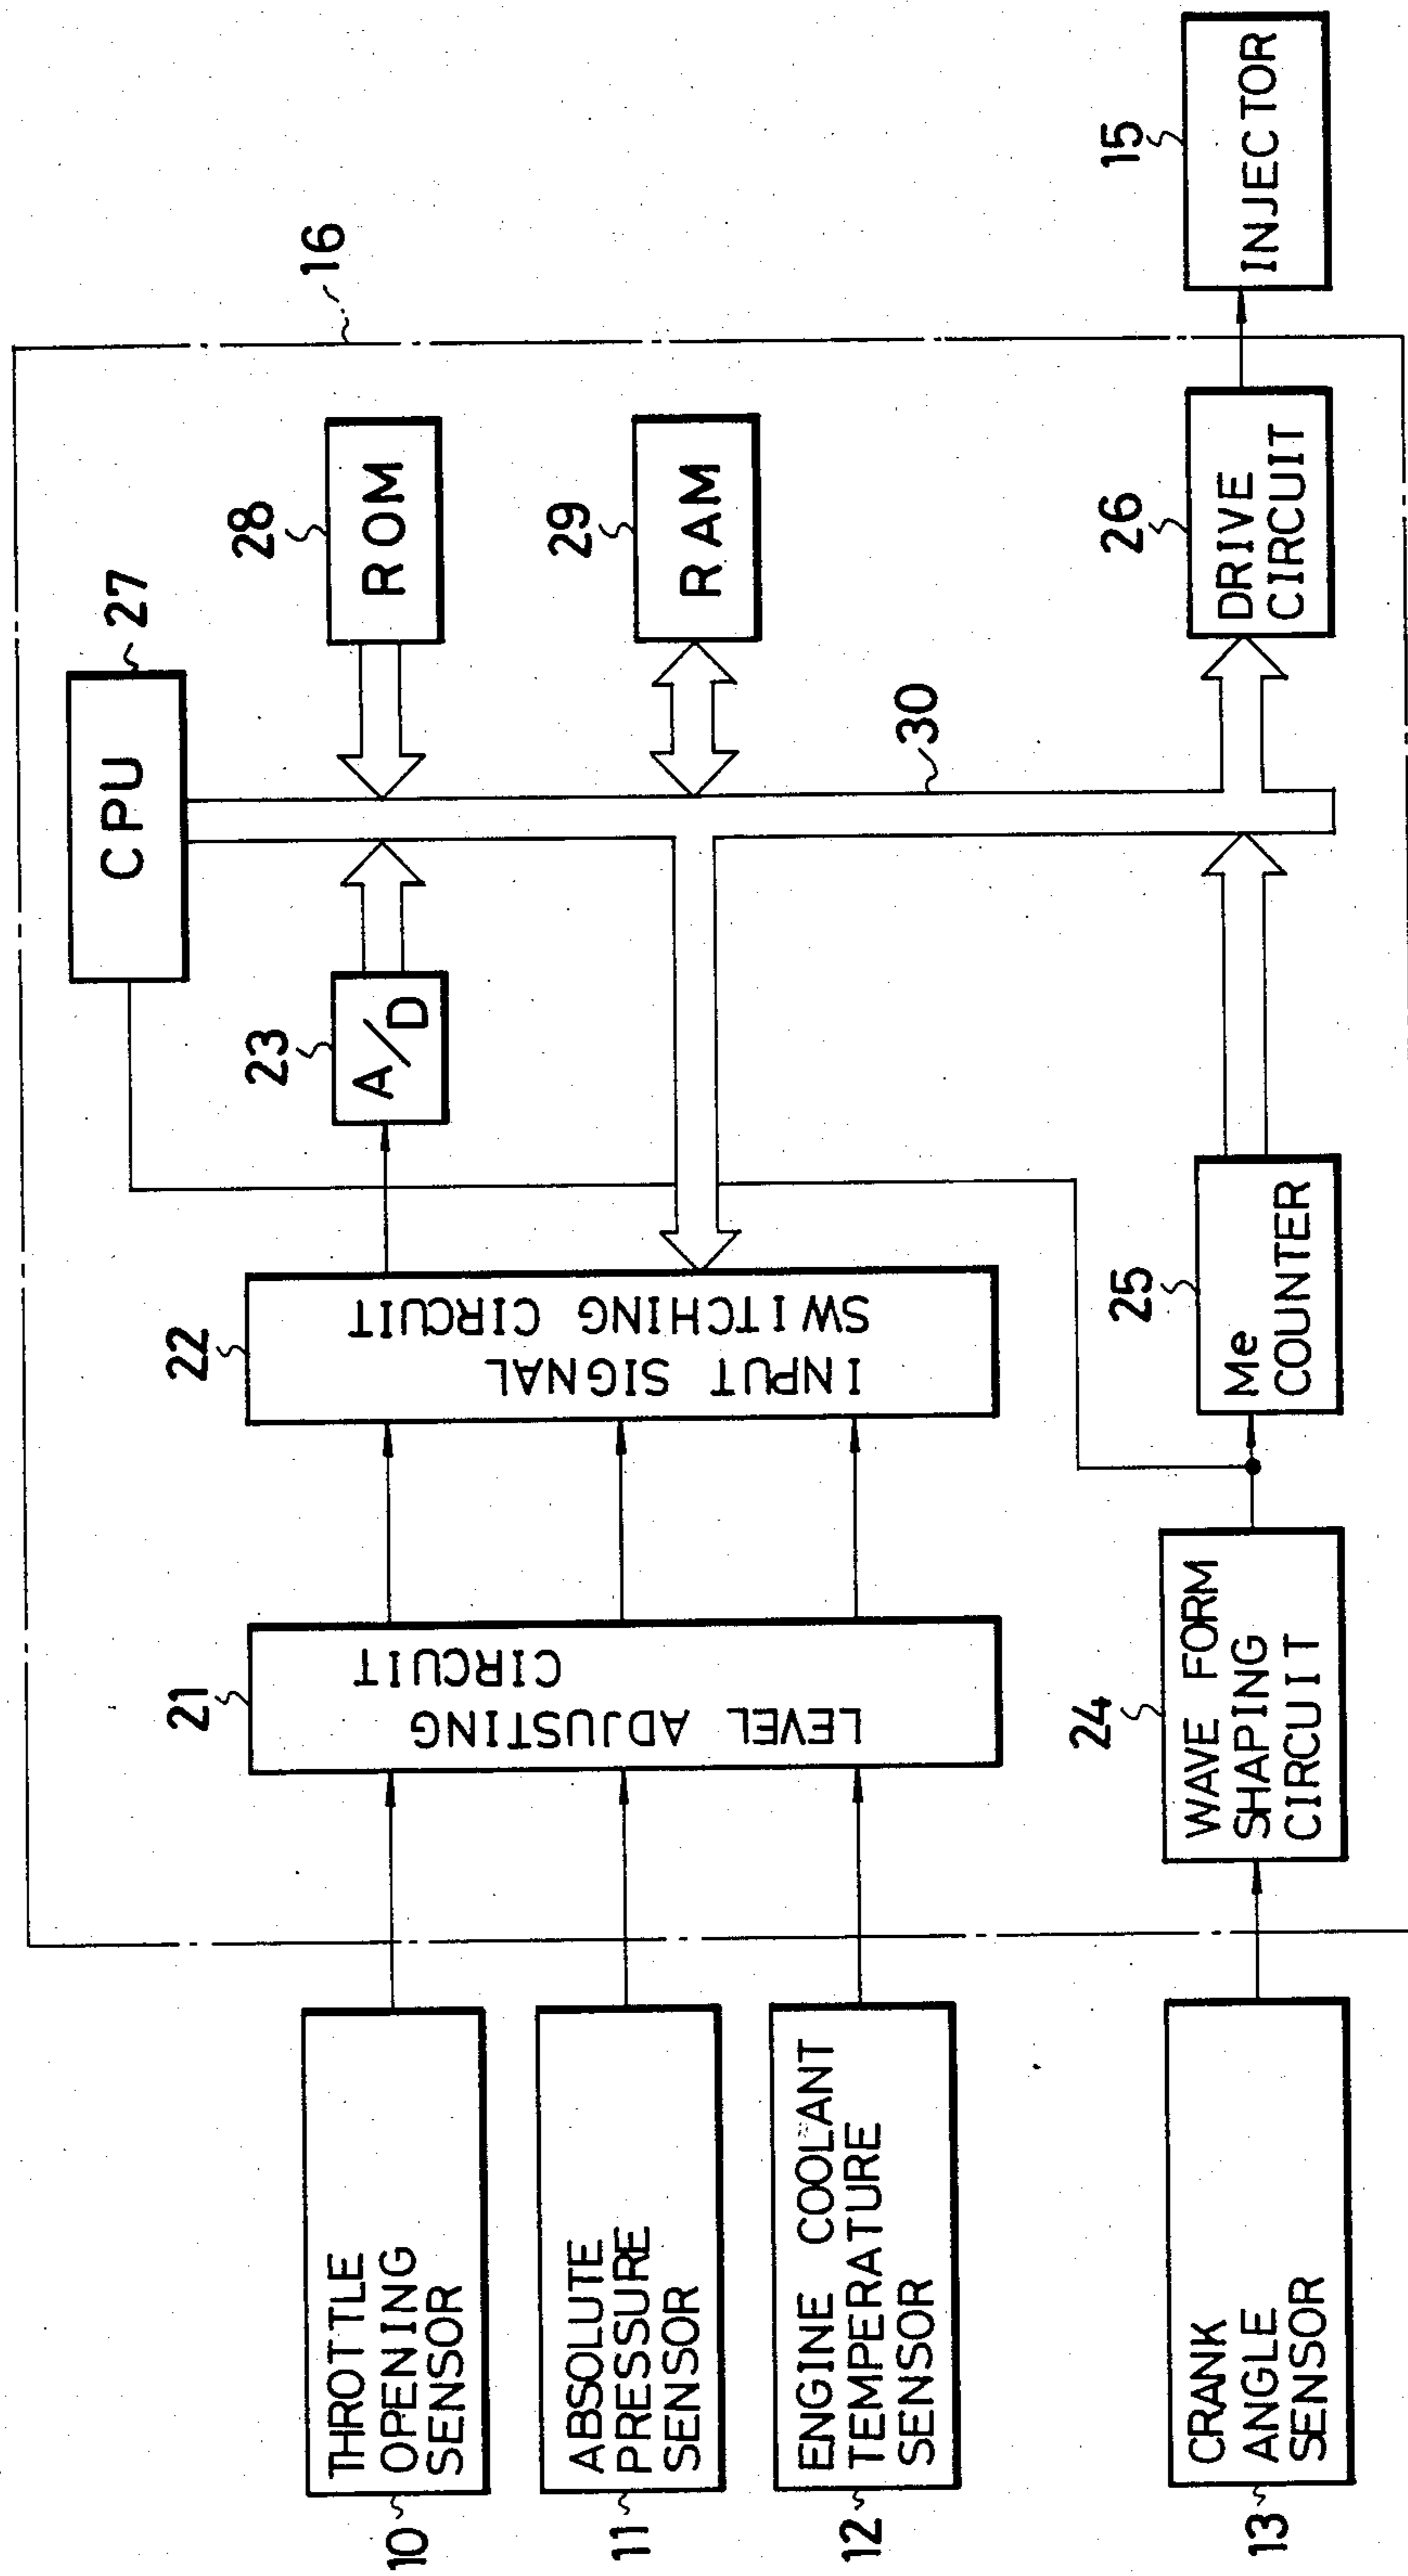 16
CPU
27
28
ROM
23
A/D
22
INPUT SIGNAL
SWITCHING CIRCUIT
21
LEVEL ADJUSTING
CIRCUIT
THROTTLE
OPENING
SENSOR
10
29
RAM
ABSOLUTE
PRESSURE
SENSOR
11
30
ENGINE COOLANT
TEMPERATURE
SENSOR
12
CRANK
ANGLE
SENSOR
13
24
WAVE FORM
SHAPING
CIRCUIT
25
Me
COUNTER
26
DRIVE
CIRCUIT
15
INJECTOR